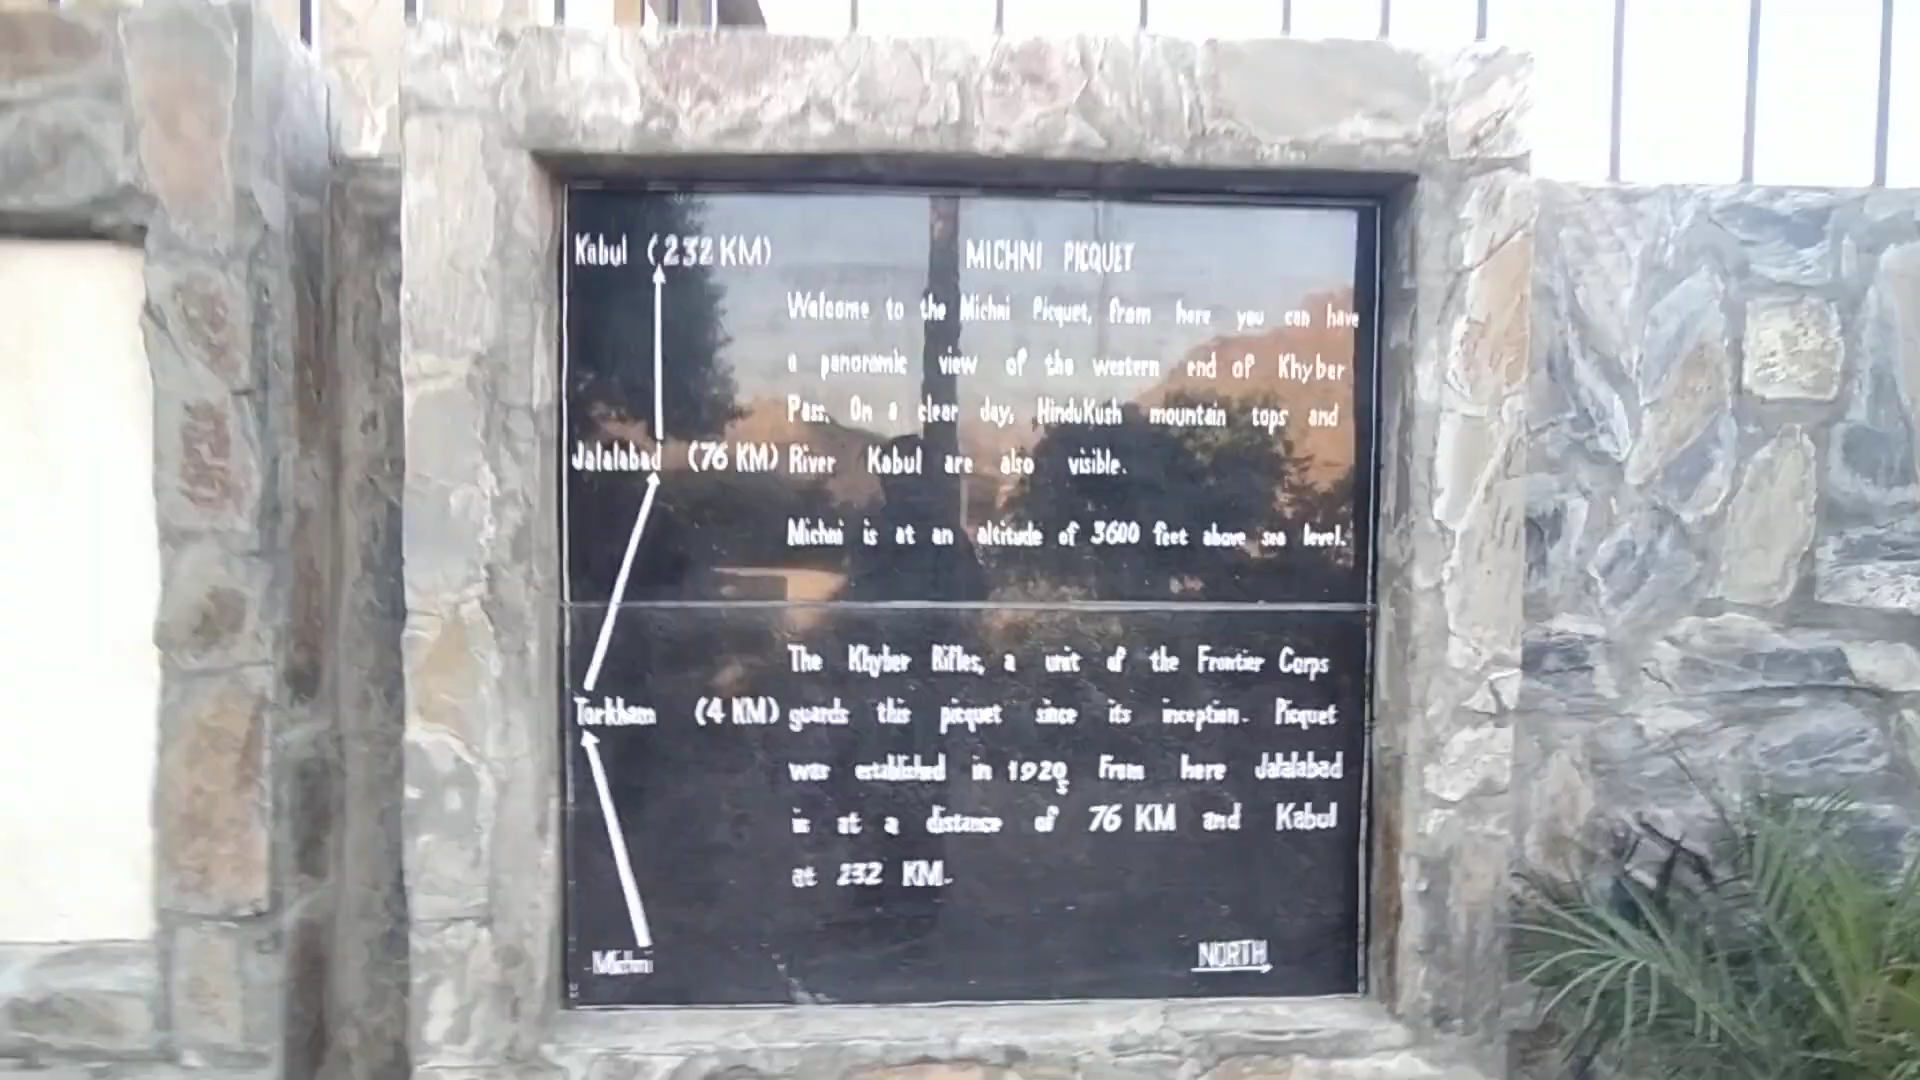 MICHNI PICQUET
Welcome to the Michni Picquet, from here you can have
a panoramic view of the western end of Khyber
Pass. On a clear day, HinduKush mountain tops and
River Kabul are also visible.
Michni is at an altitude of 3600 feet above sea level.
The Khyber Rifles, a unit of the Frontier Corps
guards this picquet since its inception. Picquet
was established in 1920s From here Jalalabad
is at a distance of 76 KM and Kabul
at 232 KM.
Kabul (232 KM)
Jalalabad (76 KM)
Torkham (4 KM)
Michni
NORTH